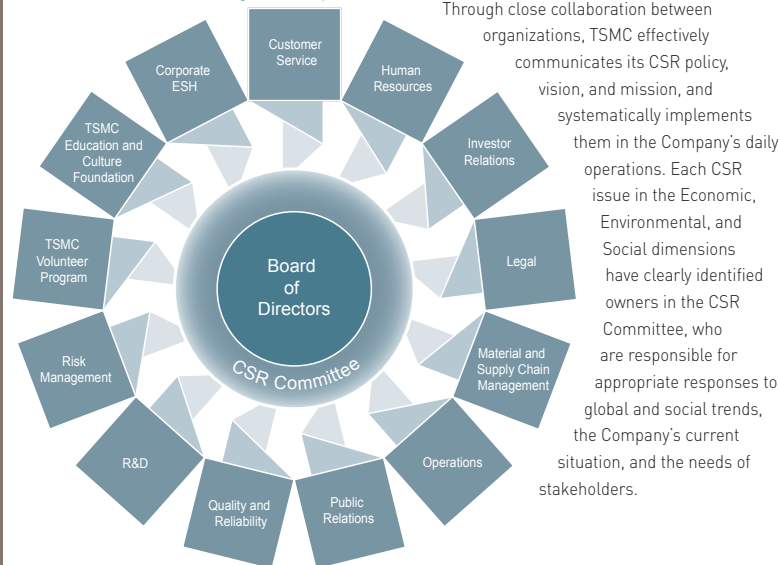 Through close collaboration between
organizations, TSMC effectively
communicates its CSR policy,
vision, and mission, and
systematically implements
them in the Company's daily
operations. Each CSR
issue in the Economic,
Environmental, and
Social dimensions
have clearly identified
owners in the CSR
Committee, who
are responsible for
appropriate responses to
global and social trends,
the Company's current
situation, and the needs of
stakeholders.
Board
of
Directors
CSR Committee
Customer
Service
Human
Resources
Investor
Relations
Legal
Material and
Supply Chain
Management
Operations
Public
Relations
Quality and
Reliability
R&D
Risk
Management
TSMC
Volunteer
Program
TSMC
Education and
Culture
Foundation
Corporate
ESH